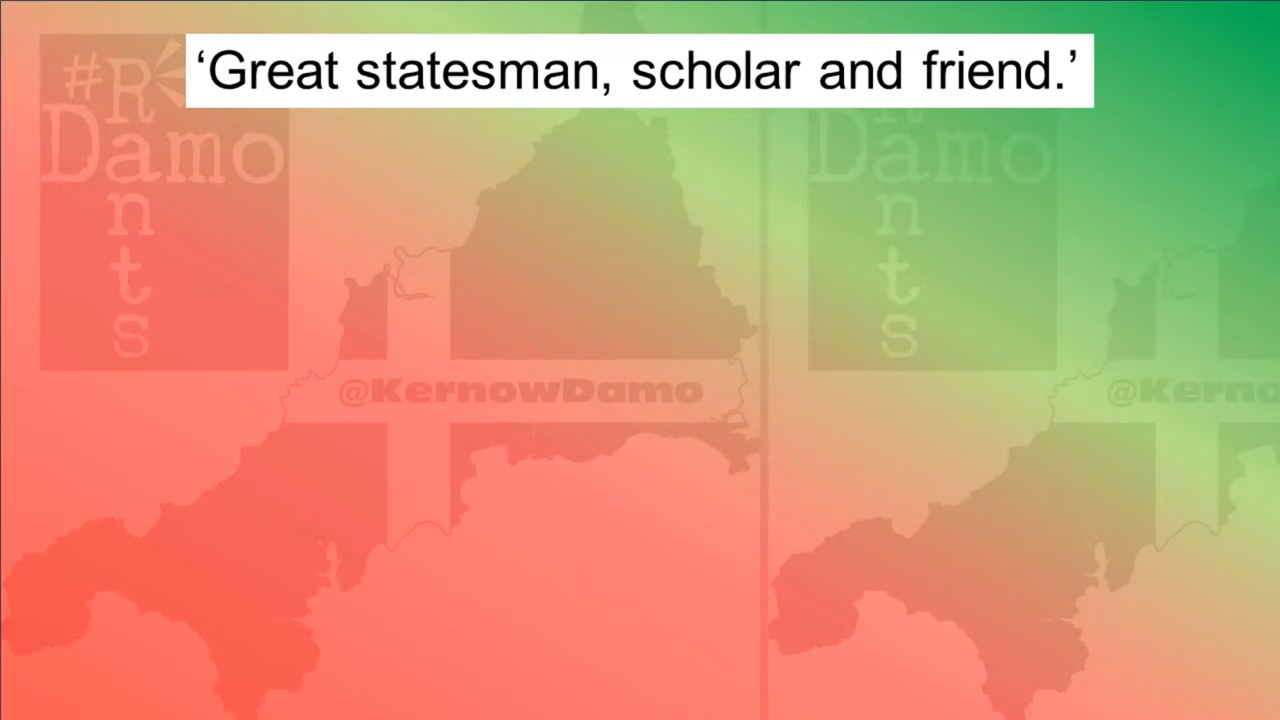 ‘Great statesman, scholar and friend.’
#R
Damo
n
t
s
@KernowDamo
R
Damo
n
t
s
@Kerno